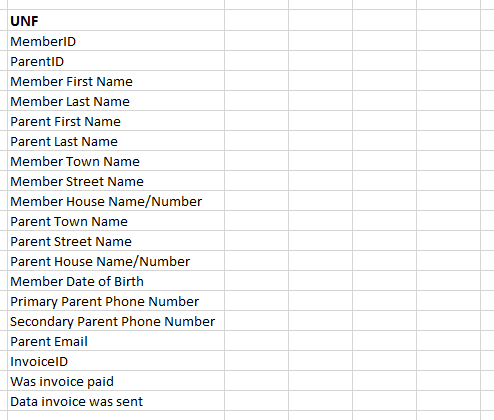 UNF
MemberID
ParentID
Member First Name
Member Last Name
Parent First Name
Parent Last Name
Member Town Name
Member Street Name
Member House Name/Number
Parent Town Name
Parent Street Name
Parent House Name/Number
Member Date of Birth
Primary Parent Phone Number
Secondary Parent Phone Number
Parent Email
InvoiceID
Was invoice paid
Data invoice was sent